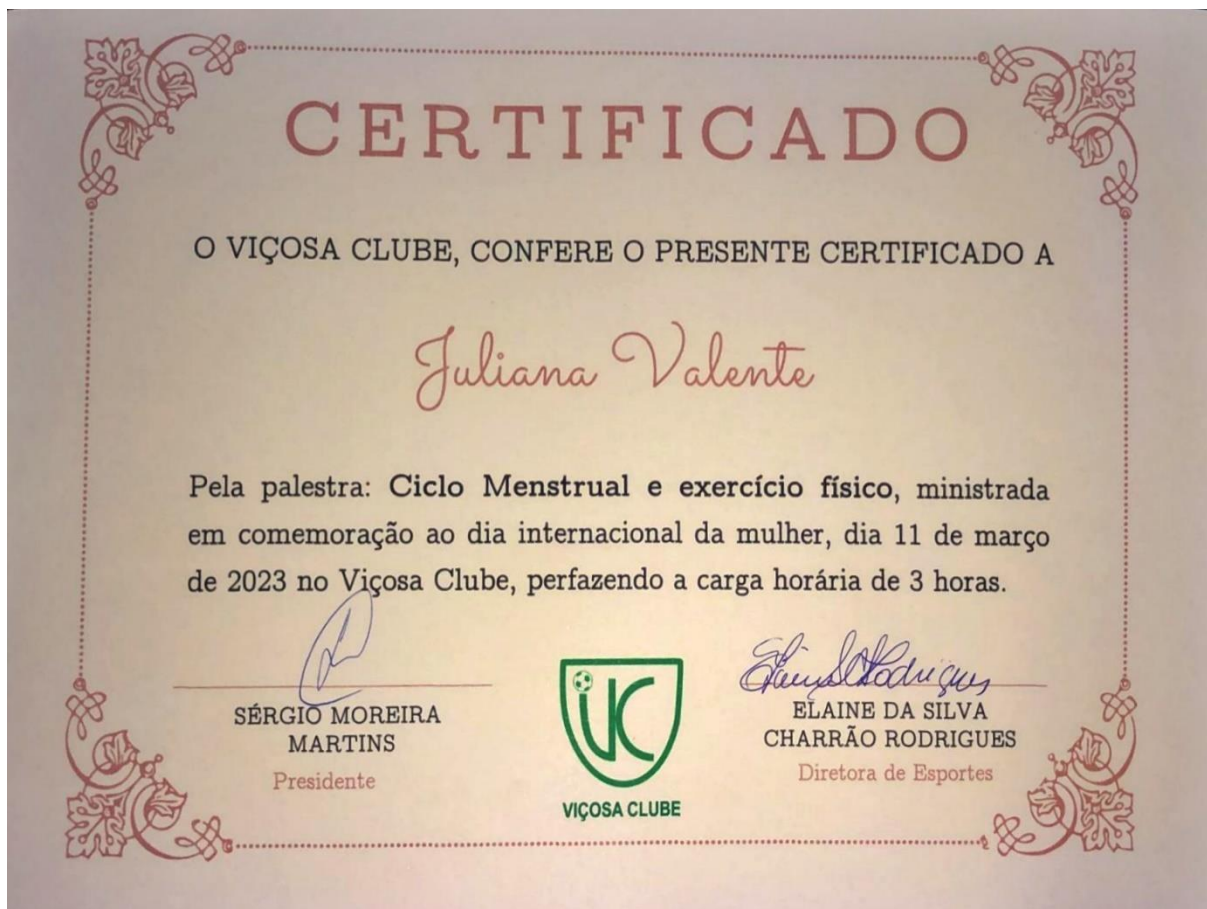 CERTIFICADO
O VIÇOSA CLUBE, CONFERE O PRESENTE CERTIFICADO A
Juliana Valente
Pela palestra: Ciclo Menstrual e exercício físico, ministrada
em comemoração ao dia internacional da mulher, dia 11 de março
de 2023 no Viçosa Clube, perfazendo a carga horária de 3 horas.
SÉRGIO MOREIRA
MARTINS
Presidente
VC
VIÇOSA CLUBE
ELAINE DA SILVA
CHARRÃO RODRIGUES
Diretora de Esportes